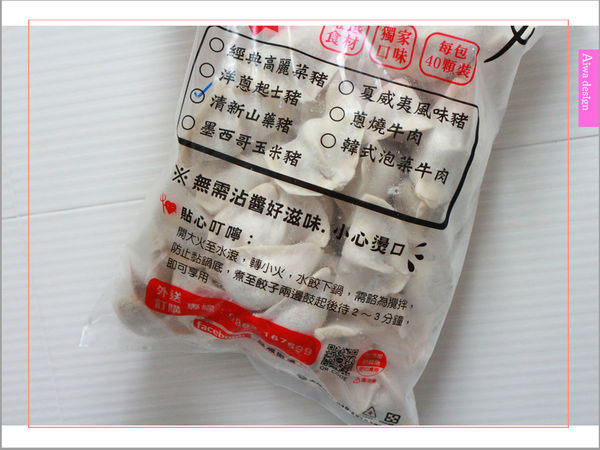 食材
獨家
口味
每包
40顆裝
經典高麗菜豬
洋蔥起士豬
清新山藥豬
墨西哥玉米豬
夏威夷風味豬
蔥燒牛肉
韓式泡菜牛肉
※ 無需沾醬好滋味. 小心燙口
貼心叮嚀：
開大火至水滾，轉小火，水餃下鍋，需略為攪拌，
防止黏鍋底，煮至餃子兩邊鼓起後待2～3分鐘，
即可享用
外送
訂購
專線
facebook
Aiwa design